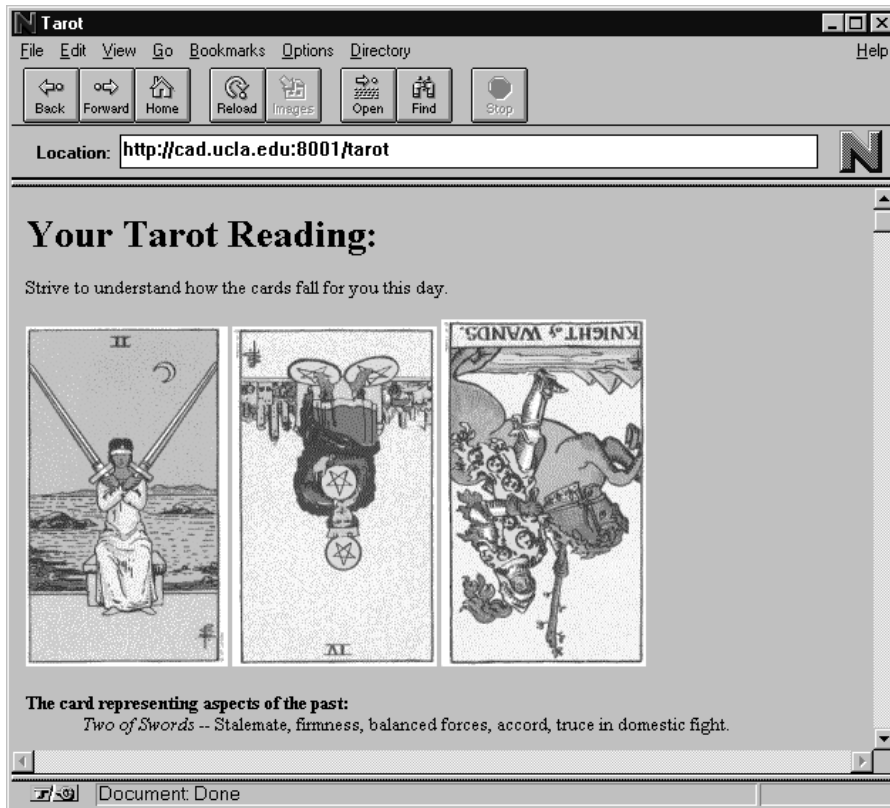 N Tarot
File Edit View Go Bookmarks Options Directory Help
Back Forward Home Reload Images Open Find Stop
Location: http://cad.ucla.edu:8001/tarot N
Your Tarot Reading:
Strive to understand how the cards fall for you this day.
II
IV
KNIGHT of WANDS.
The card representing aspects of the past:
Two of Swords -- Stalemate, firmness, balanced forces, accord, truce in domestic fight.
Document: Done